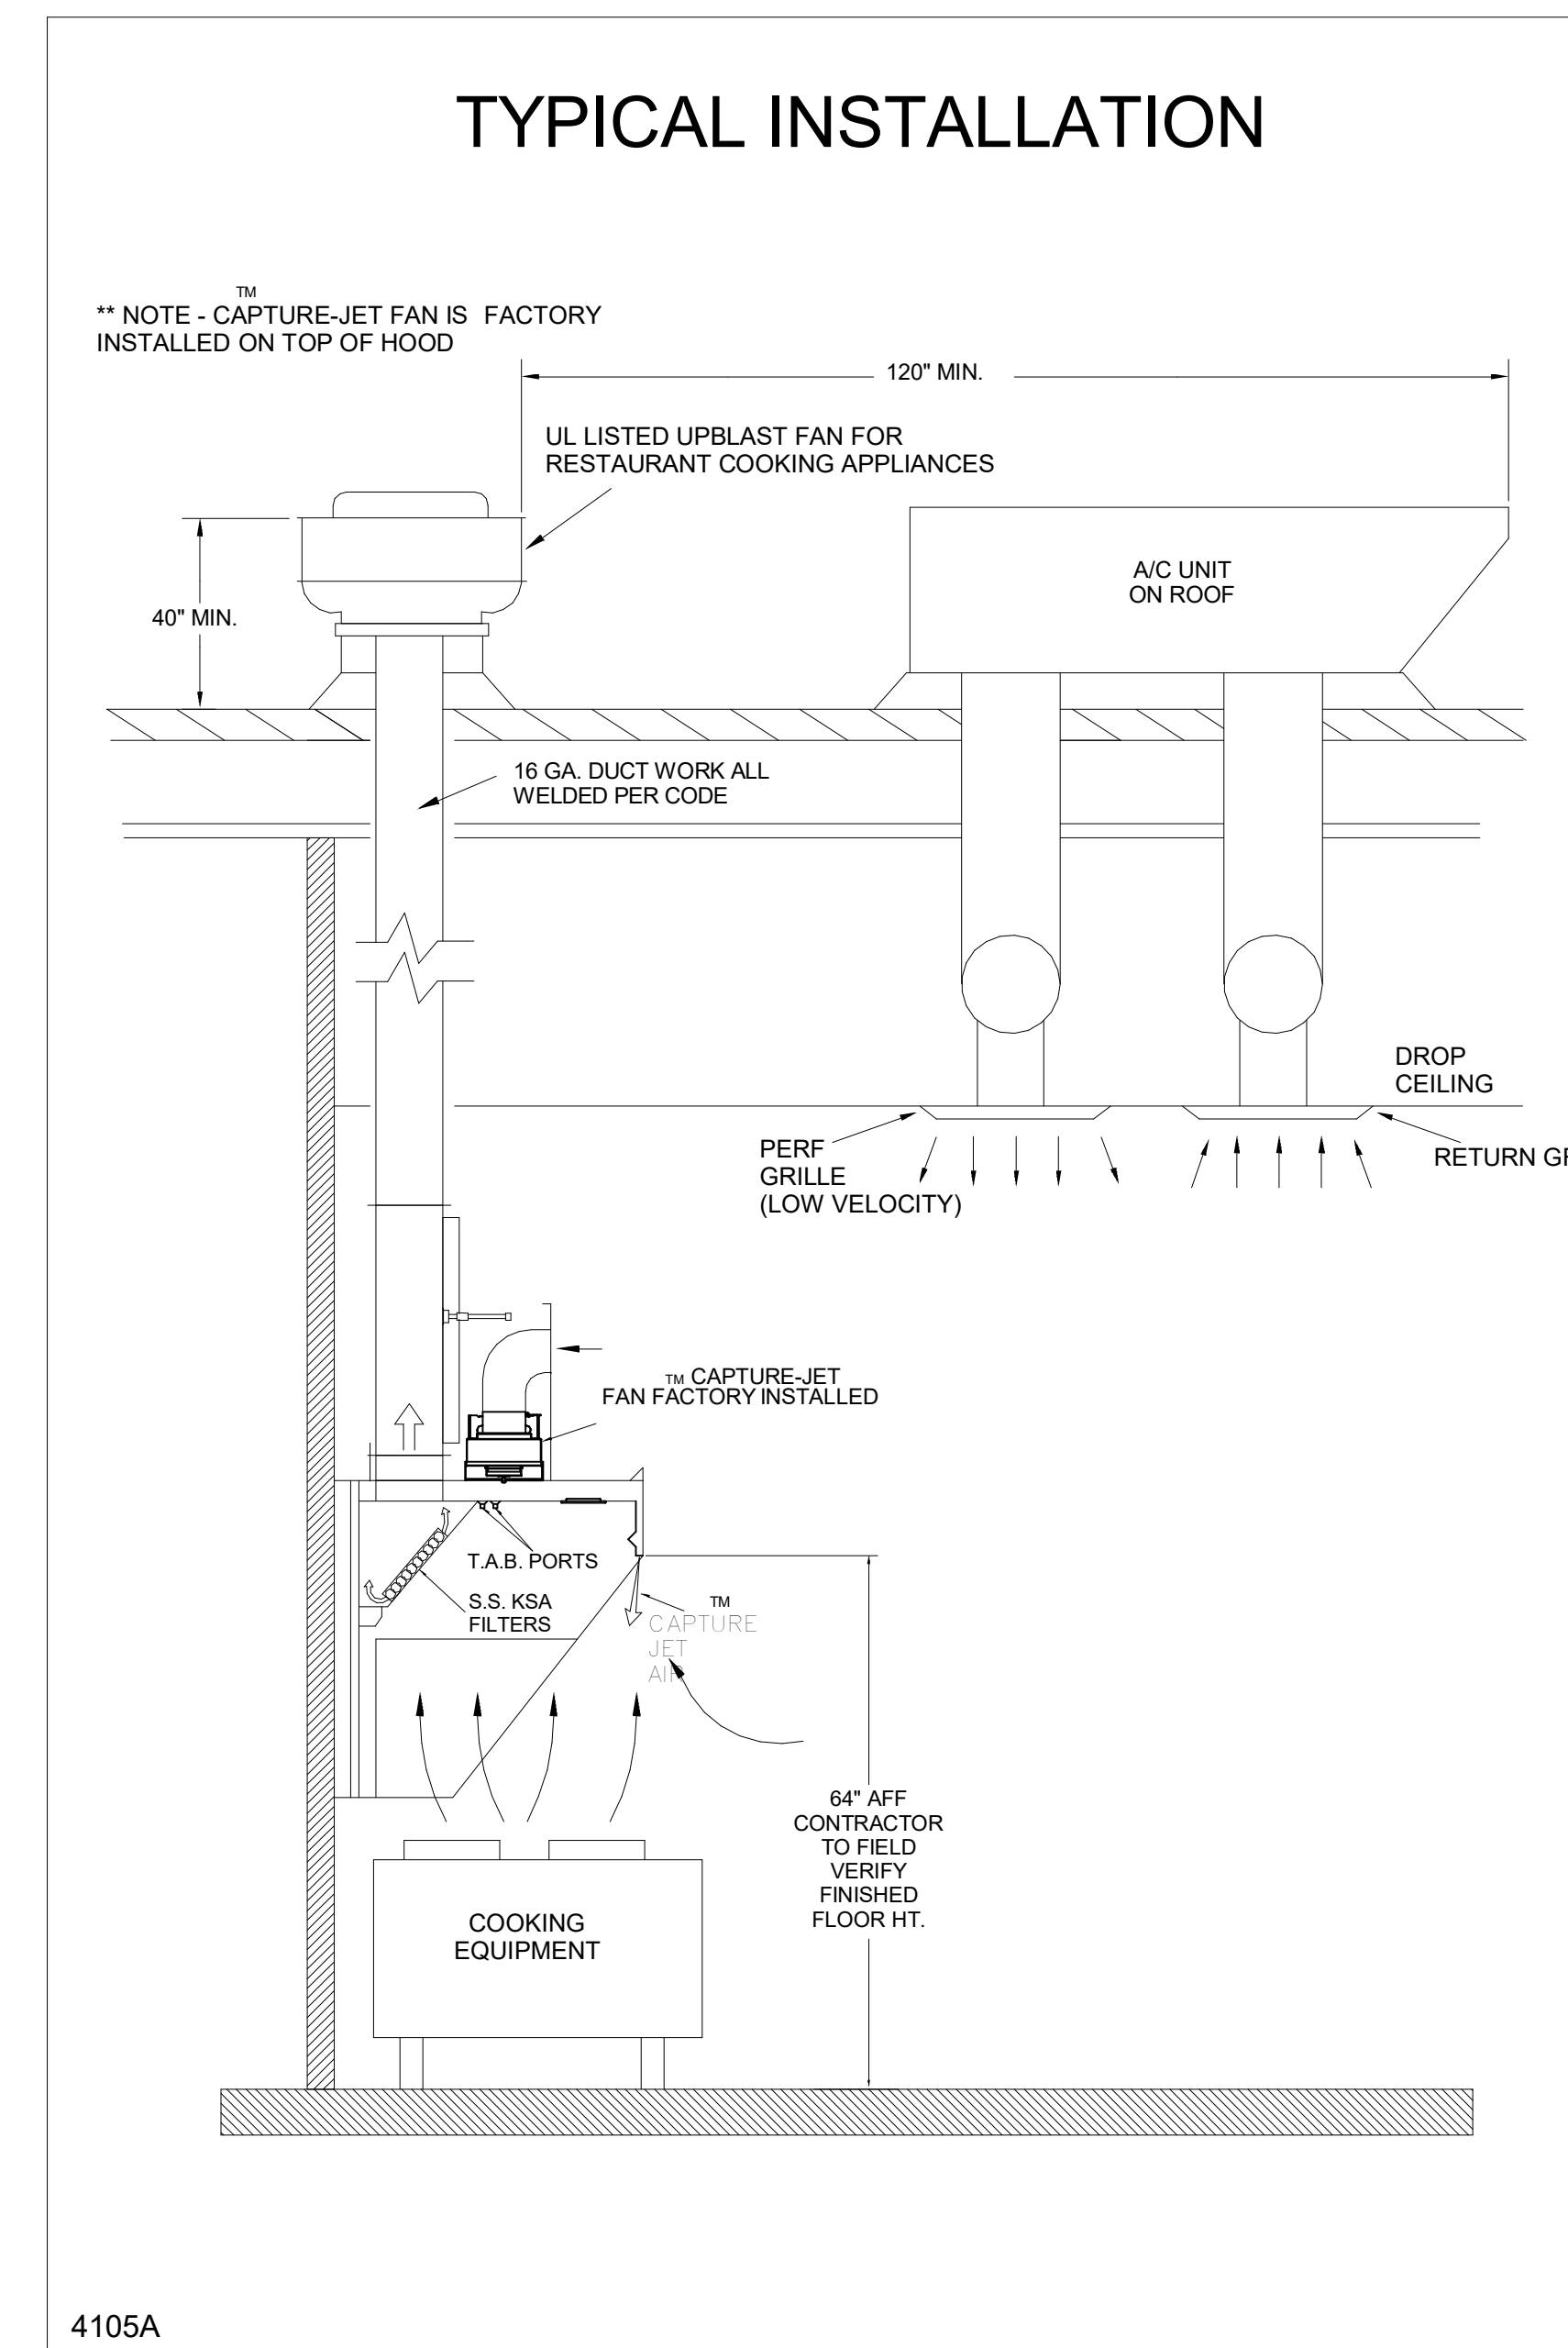 TYPICAL INSTALLATION
TM
** NOTE - CAPTURE-JET FAN IS FACTORY
INSTALLED ON TOP OF HOOD
120" MIN.
UL LISTED UPBLAST FAN FOR
RESTAURANT COOKING APPLIANCES
A/C UNIT
ON ROOF
40" MIN.
16 GA. DUCT WORK ALL
WELDED PER CODE
DROP
CEILING
PERF
GRILLE
(LOW VELOCITY)
RETURN
TM CAPTURE-JET
FAN FACTORY INSTALLED
T.A.B. PORTS
S.S. KSA
FILTERS
TM
CAPTURE
JET
AIR
64" AFF
CONTRACTOR
TO FIELD
VERIFY
FINISHED
FLOOR HT.
COOKING
EQUIPMENT
4105A